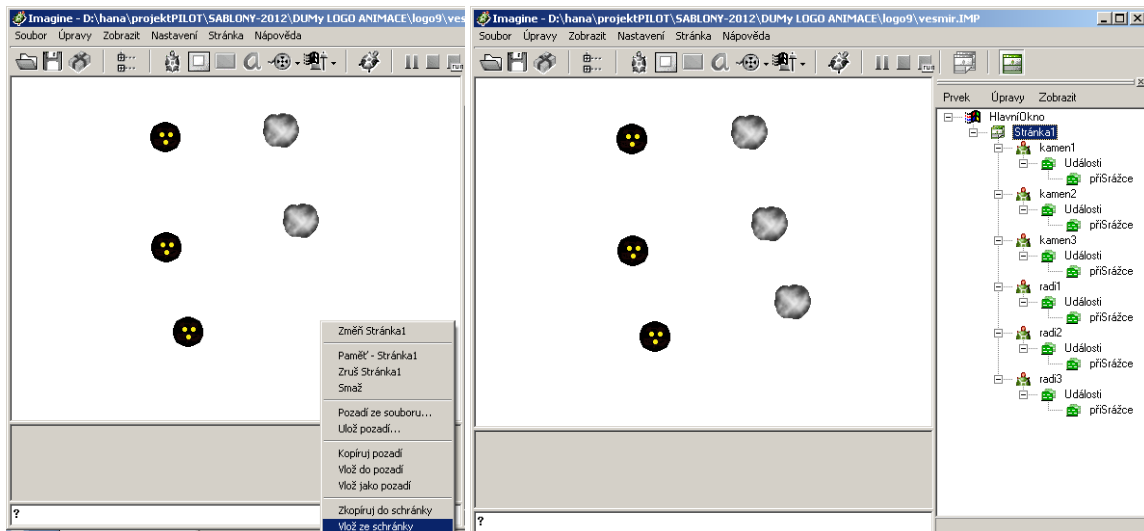 Imagine - D:\hana\projektPILOT\SABLONY-2012\DUMy LOGO ANIMACE\logo9\ves
Soubor Úpravy Zobrazit Nastavení Stránka Nápověda
Změň Stránka1
Paměť - Stránka1
Zruš Stránka1
Smaž
Pozadí ze souboru...
Ulož pozadí...
Kopíruj pozadí
Vlož do pozadí
Vlož jako pozadí
Zkopíruj do schránky
Vlož ze schránky
?
Imagine - D:\hana\projektPILOT\SABLONY-2012\DUMy LOGO ANIMACE\logo9\vesmir.IMP
Soubor Úpravy Zobrazit Nastavení Stránka Nápověda
run
Prvek Úpravy Zobrazit
HlavníOkno
Stránka1
kamen1
Události
přiSrážce
kamen2
Události
přiSrážce
kamen3
Události
přiSrážce
radi1
Události
přiSrážce
radi2
Události
přiSrážce
radi3
Události
přiSrážce
?